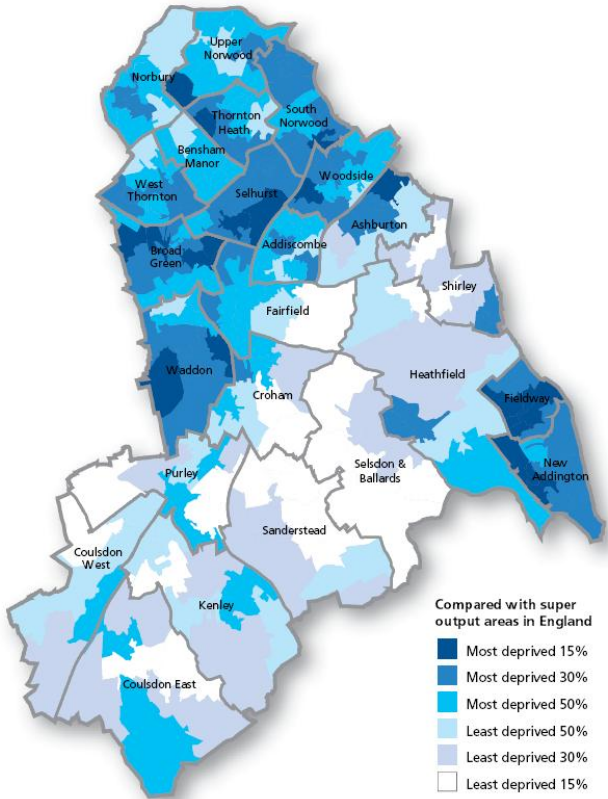 Upper
Norwood
Norbury
Thornton
Heath
South
Norwood
Bensham
Manor
West
Thornton
Selhurst
Woodside
Ashburton
Broad
Green
Addiscombe
Shirley
Fairfield
Waddon
Heathfield
Croham
Fieldway
Purley
Selsdon &
Ballards
New
Addington
Sanderstead
Coulsdon
West
Kenley
Coulsdon East
Compared with super
output areas in England
Most deprived 15%
Most deprived 30%
Most deprived 50%
Least deprived 50%
Least deprived 30%
Least deprived 15%